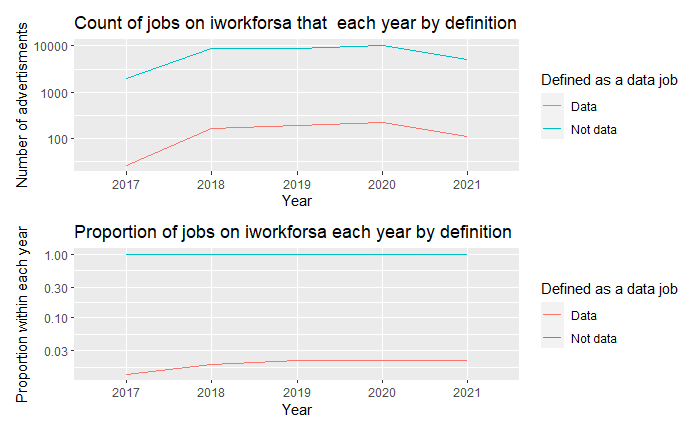 Count of jobs on iworkforsa that  each year by definition
Number of advertisments
10000
1000
100
2017 2018 2019 2020 2021
Year
Defined as a data job
Data
Not data
Proportion of jobs on iworkforsa each year by definition
Proportion within each year
1.00
0.30
0.10
0.03
2017 2018 2019 2020 2021
Year
Defined as a data job
Data
Not data